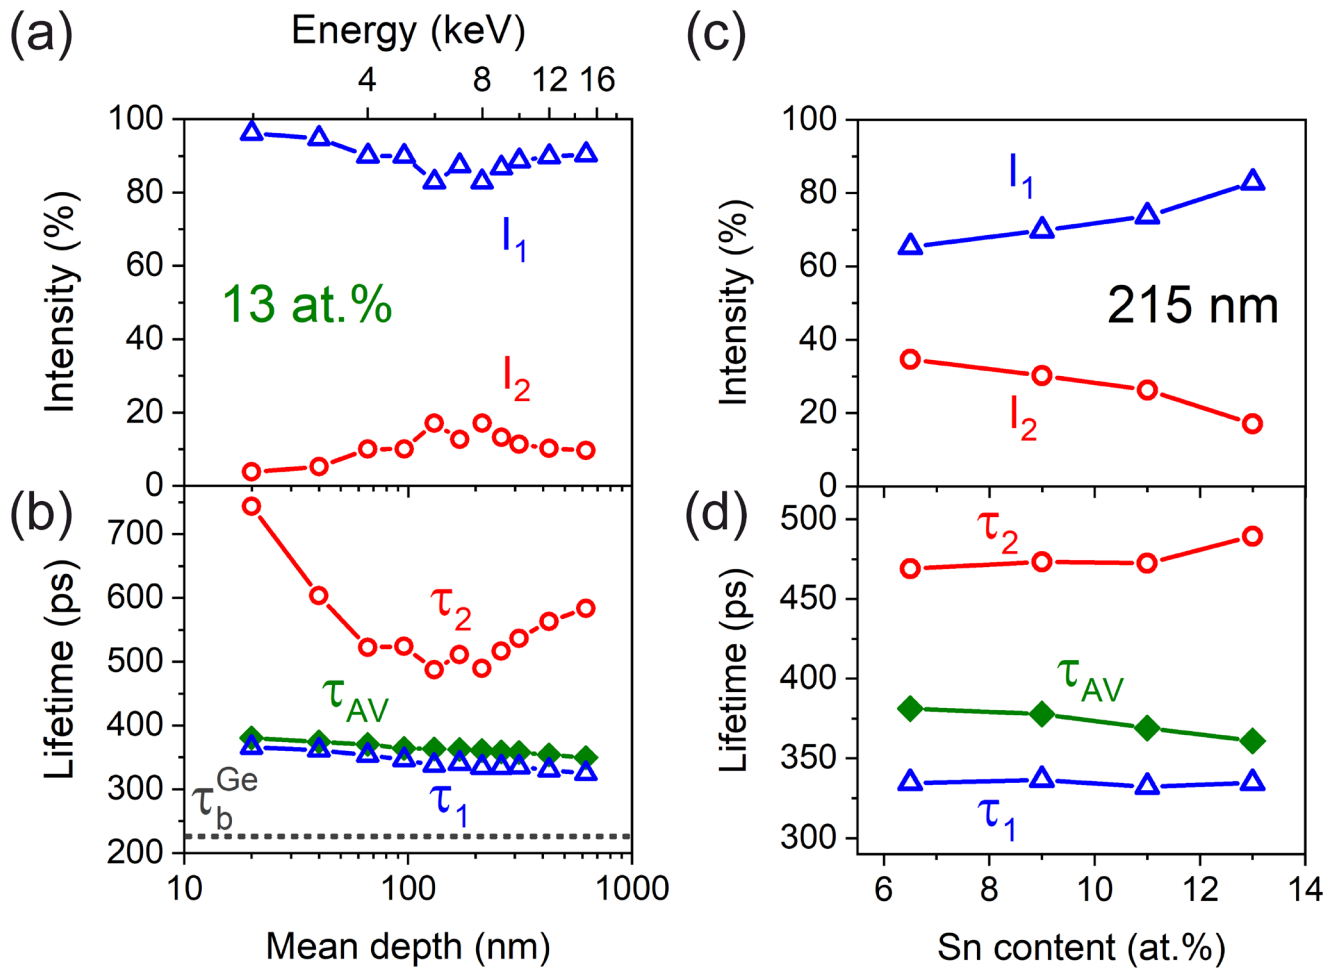 (a)
Energy (keV)
4 8 12 16
100
80
60
40
20
0
Intensity (%)
I1
13 at.%
I2
(b)
700
600
500
400
300
200
Lifetime (ps)
τ2
τAV
τ1
τbGe
10 100 1000
Mean depth (nm)
(c)
100
80
60
40
20
0
Intensity (%)
I1
215 nm
I2
(d)
500
450
400
350
300
Lifetime (ps)
τ2
τAV
τ1
6 8 10 12 14
Sn content (at.%)